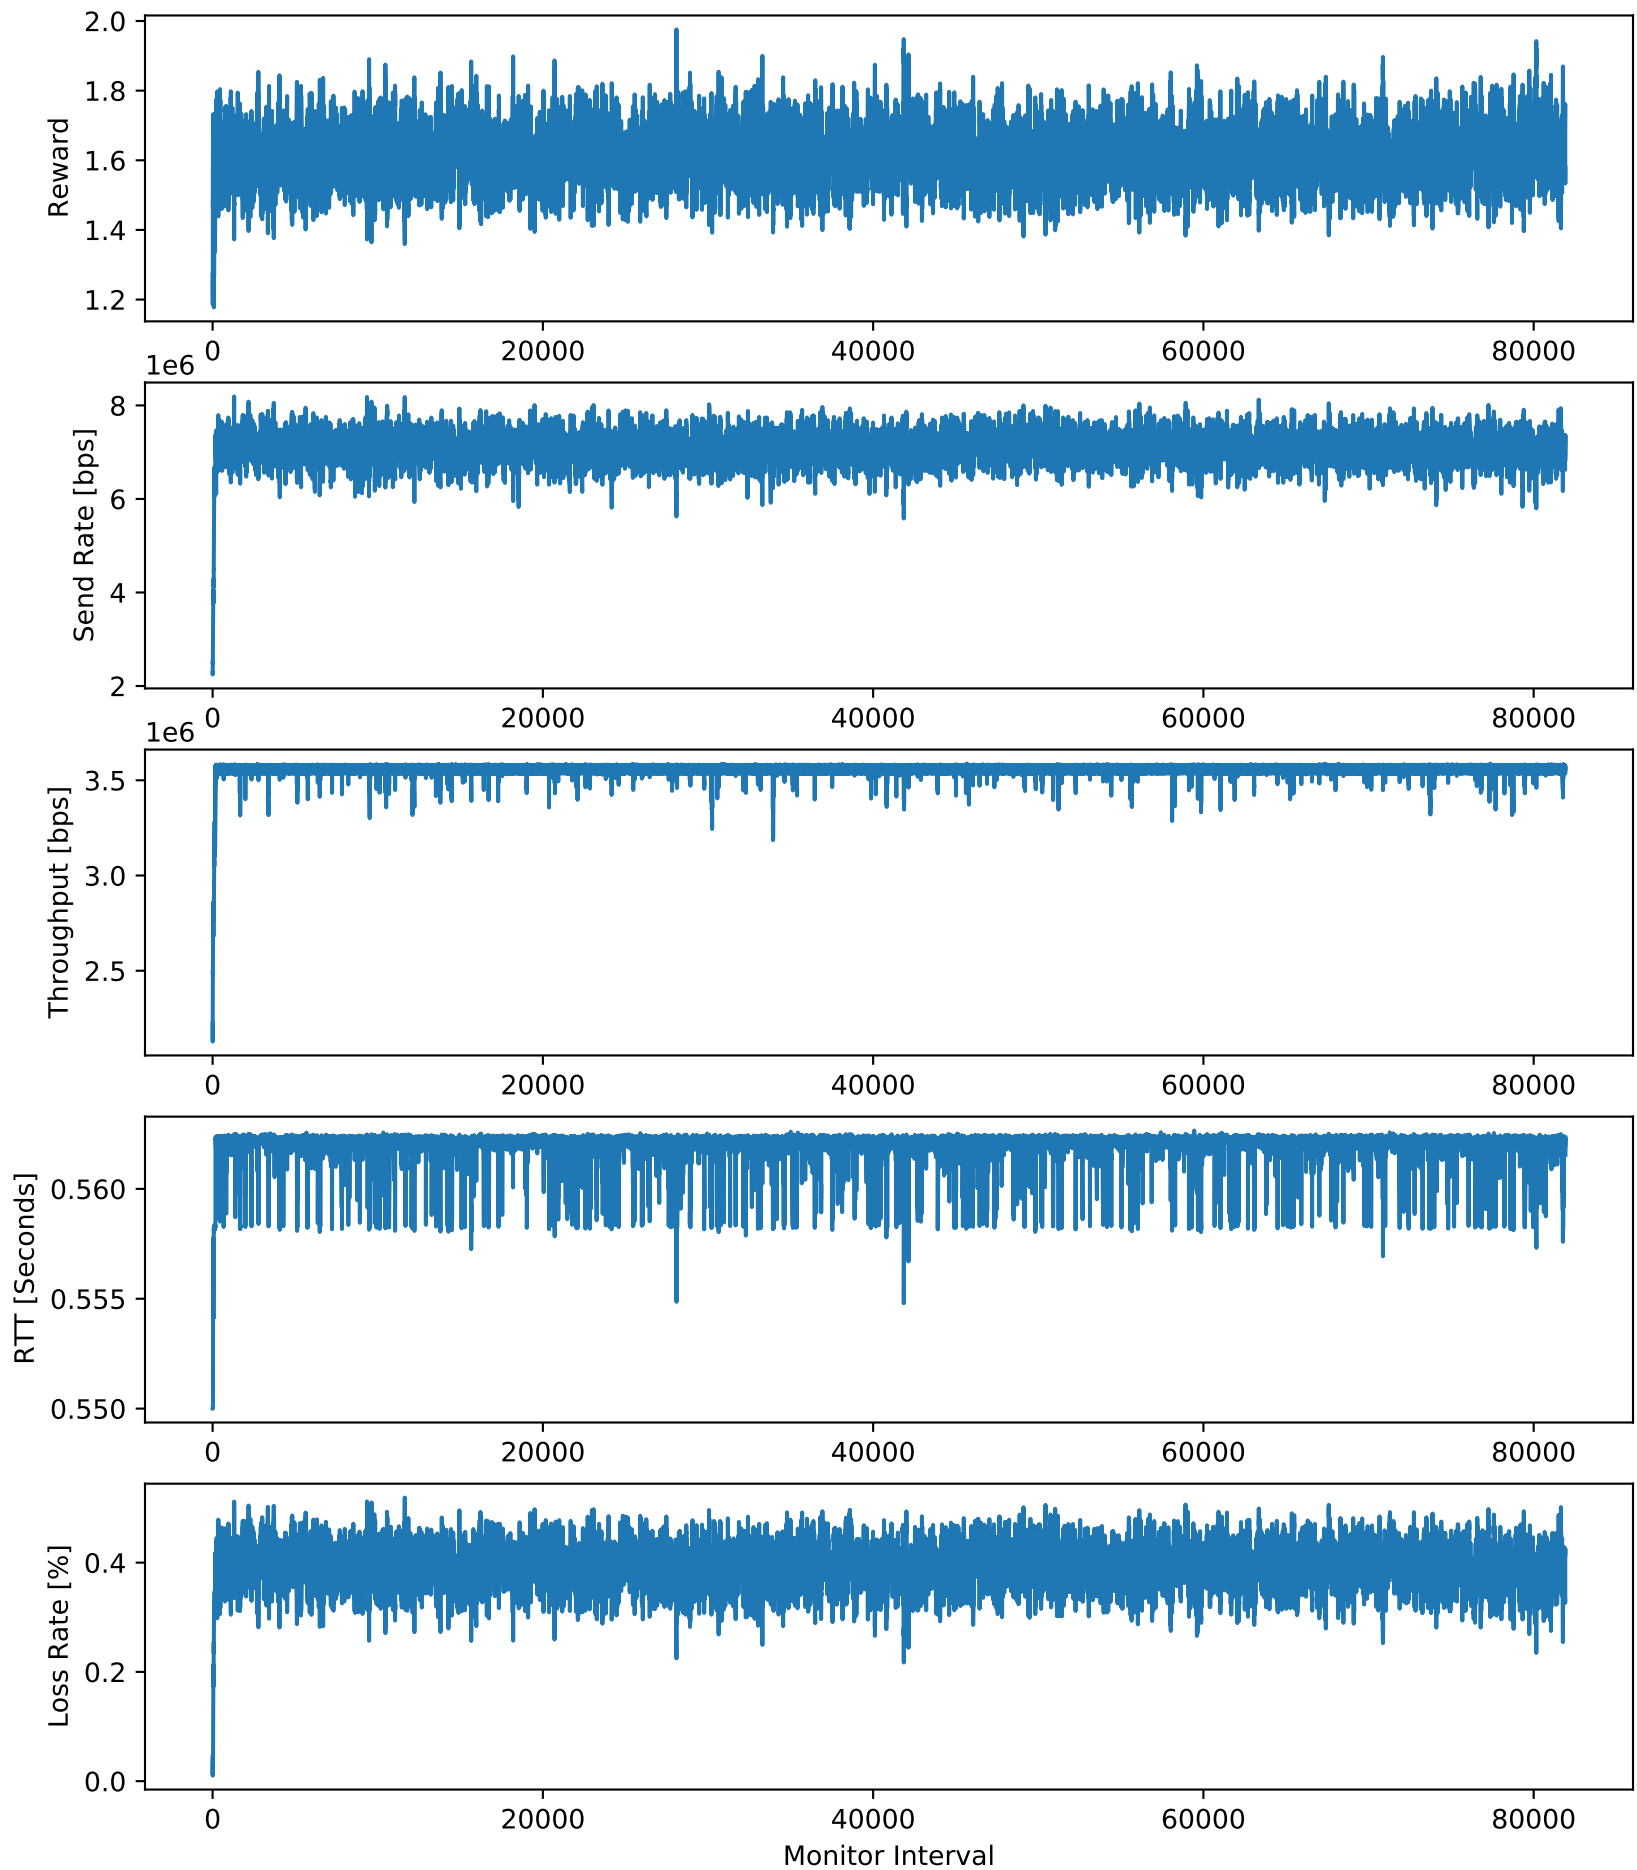 2.0
1.8
1.6
1.4
1.2
Reward
0 20000 40000 60000 80000
1e6
8
6
4
2
Send Rate [bps]
0 20000 40000 60000 80000
1e6
3.5
3.0
2.5
Throughput [bps]
0 20000 40000 60000 80000
0.560
0.555
0.550
RTT [Seconds]
0 20000 40000 60000 80000
0.4
0.2
0.0
Loss Rate [%]
0 20000 40000 60000 80000
Monitor Interval